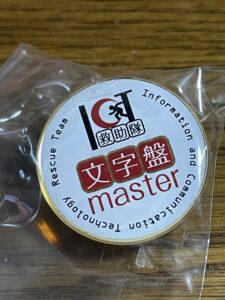 Information and Communication Technology Rescue Team
ICT
救助隊
文字盤
master